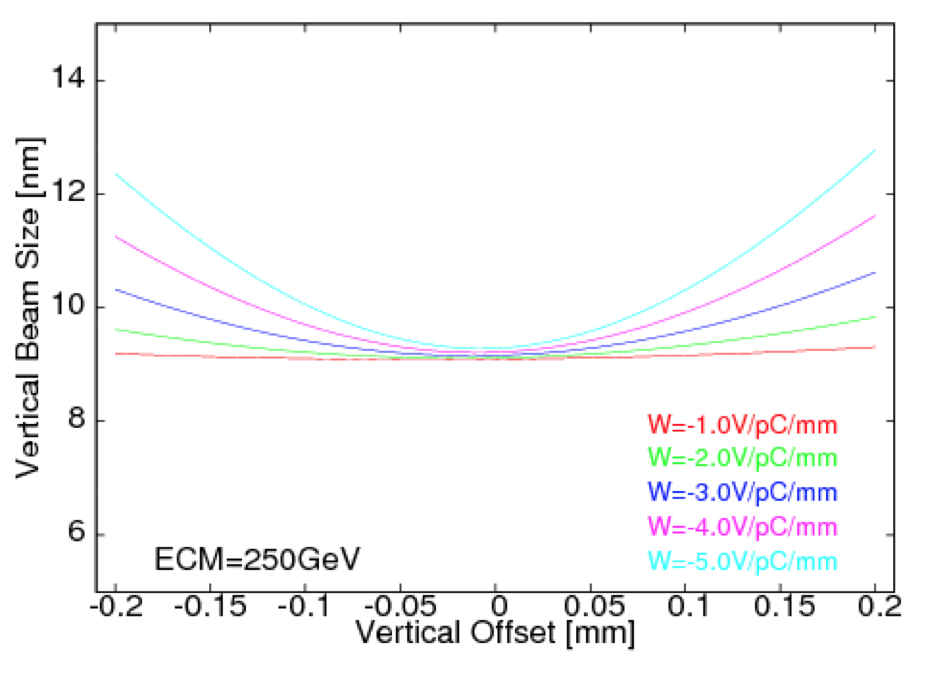 14
12
10
8
6
Vertical Beam Size [nm]
W=-1.0V/pC/mm
W=-2.0V/pC/mm
W=-3.0V/pC/mm
W=-4.0V/pC/mm
W=-5.0V/pC/mm
ECM=250GeV
-0.2 -0.15 -0.1 -0.05 0 0.05 0.1 0.15 0.2
Vertical Offset [mm]